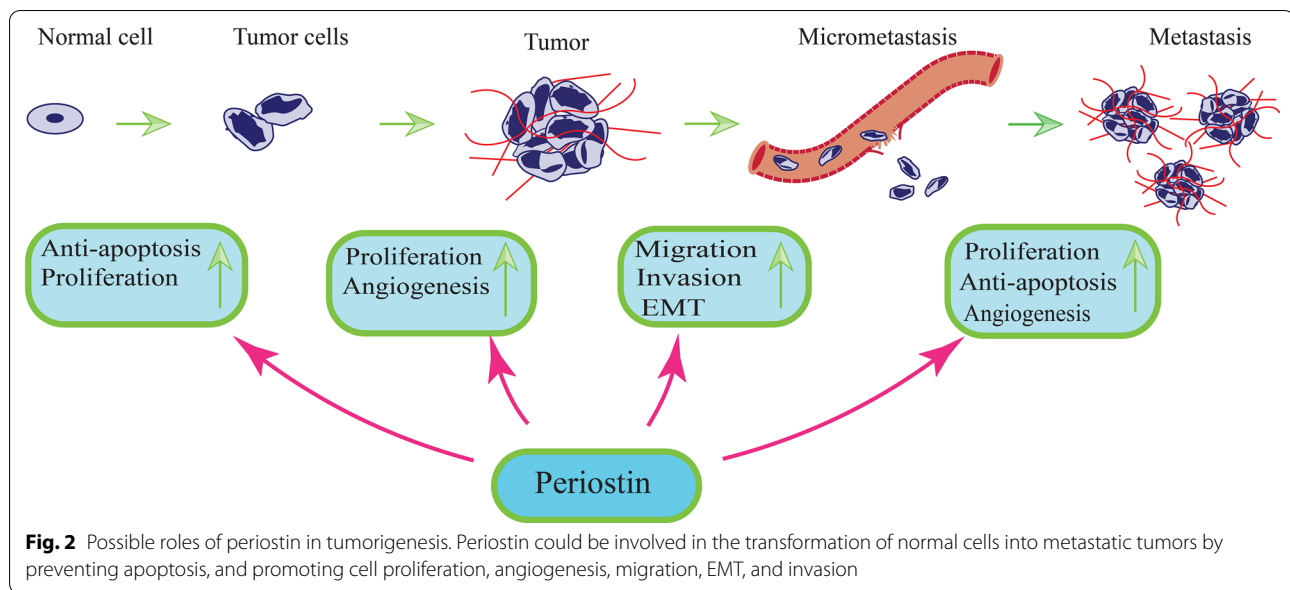 Normal cell
Tumor cells
Tumor
Micrometastasis
Metastasis
Anti-apoptosis
Proliferation
Proliferation
Angiogenesis
Migration
Invasion
EMT
Proliferation
Anti-apoptosis
Angiogenesis
Periostin
Fig. 2 Possible roles of periostin in tumorigenesis. Periostin could be involved in the transformation of normal cells into metastatic tumors by
preventing apoptosis, and promoting cell proliferation, angiogenesis, migration, EMT, and invasion